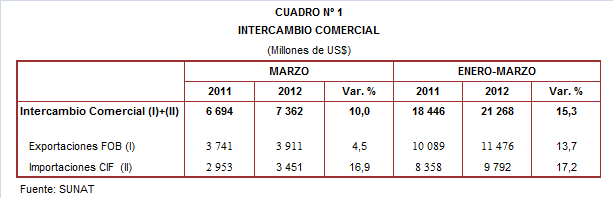 CUADRO Nº 1
INTERCAMBIO COMERCIAL
(Millones de US$)
MARZO ENERO-MARZO
2011 2012 Var. % 2011 2012 Var. %
Intercambio Comercial (I)+(II) 6 694 7 362 10,0 18 446 21 268 15,3
Exportaciones FOB (I) 3 741 3 911 4,5 10 089 11 476 13,7
Importaciones CIF (II) 2 953 3 451 16,9 8 358 9 792 17,2
Fuente: SUNAT